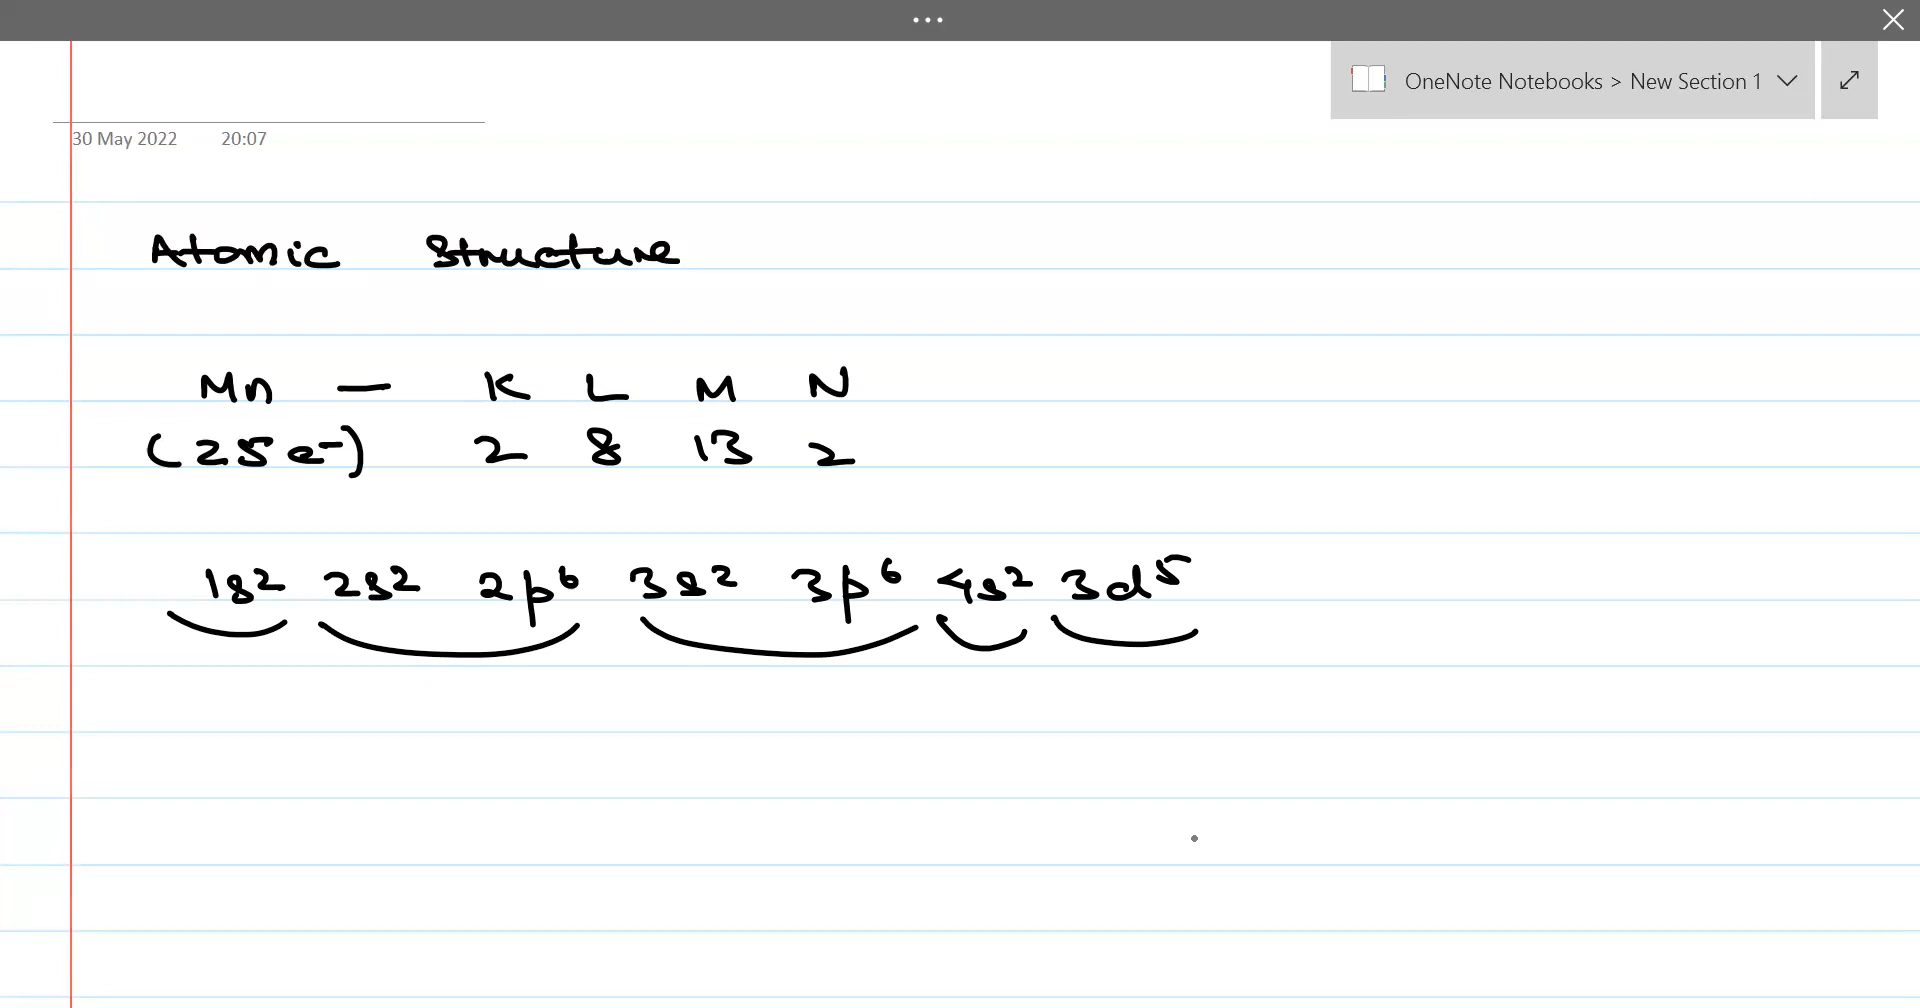 ...
OneNote Notebooks > New Section 1
30 May 2022 20:07
Atomic Structure
Mn — K L M N
(25e⁻) 2 8 13 2
1s² 2s² 2p⁶ 3s² 3p⁶ 4s² 3d⁵